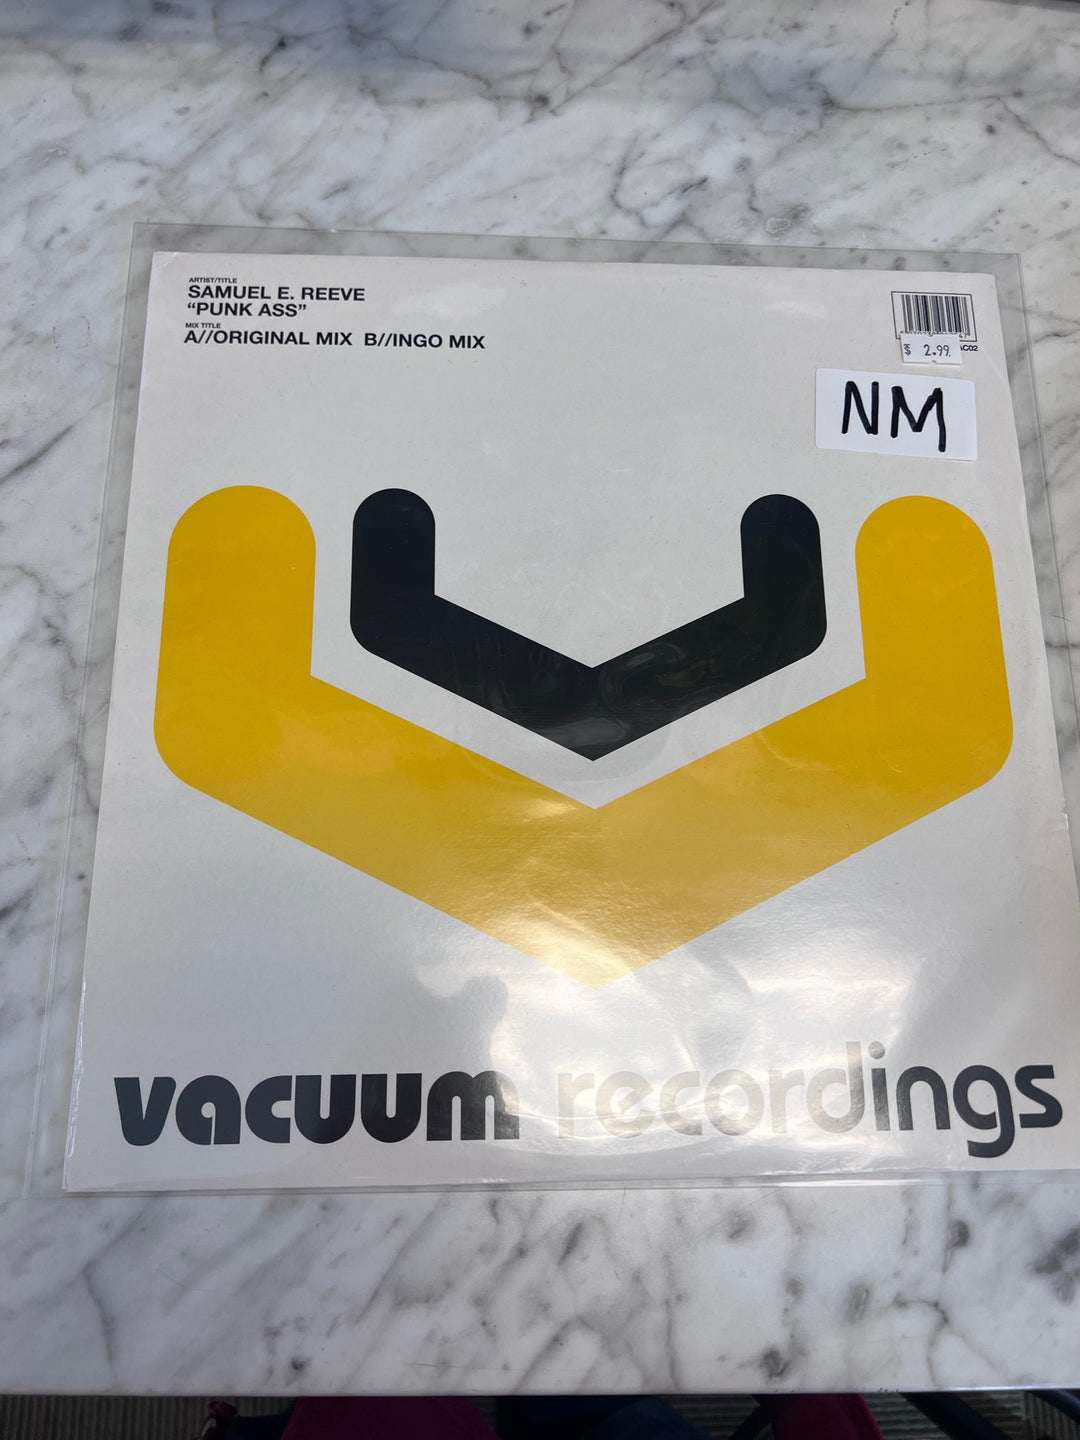 ARTIST/TITLE
SAMUEL E. REEVE
“PUNK ASS”
MIX TITLE
A//ORIGINAL MIX B//INGO MIX
$ 2.99
NM
vacuum recordings